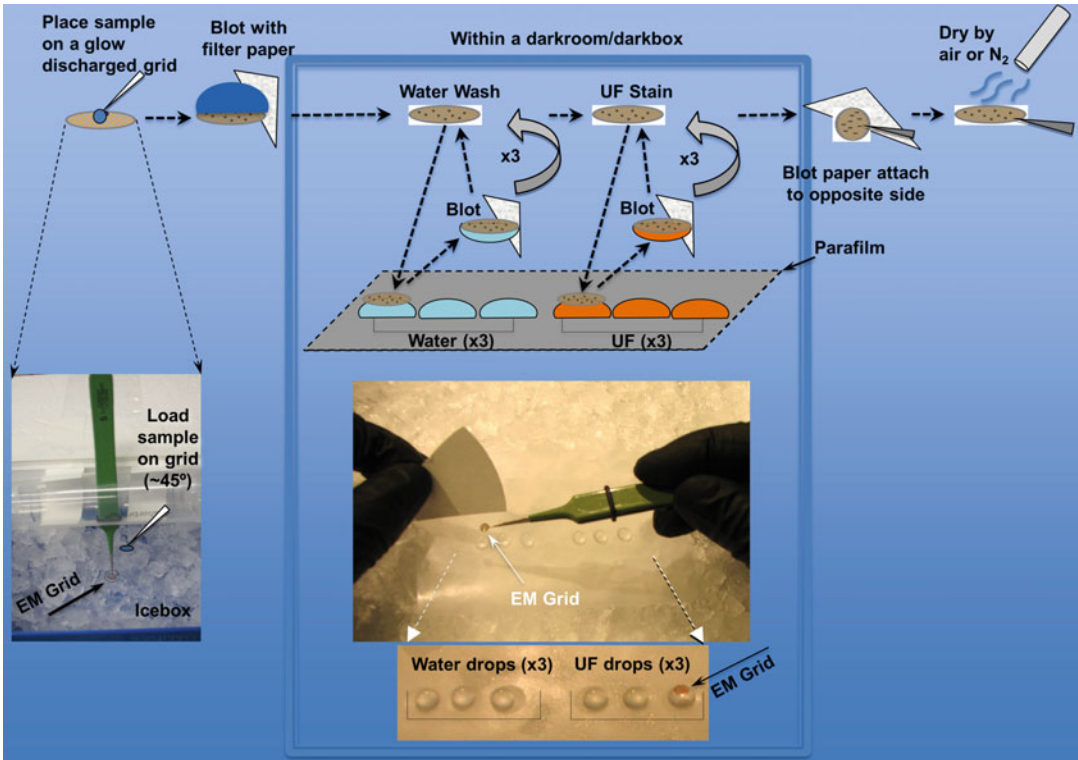 Place sample
on a glow
discharged grid
Blot with
filter paper
Within a darkroom/darkbox
Dry by
air or N₂
Water Wash
UF Stain
x3
x3
Blot
Blot
Blot paper attach
to opposite side
Parafilm
Water (x3)
UF (x3)
Load
sample
on grid
(~45º)
EM Grid
Icebox
EM Grid
Water drops (x3)
UF drops (x3)
EM Grid